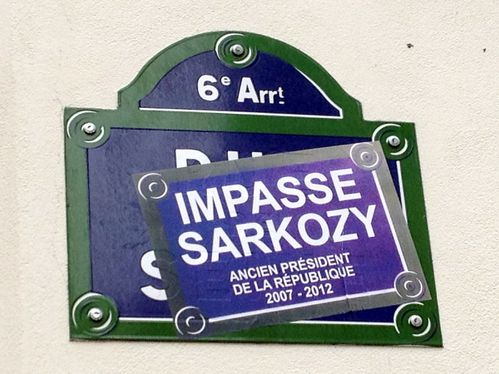 6e Arrt
IMPASSE
SARKOZY
ANCIEN PRÉSIDENT
DE LA RÉPUBLIQUE
2007 - 2012